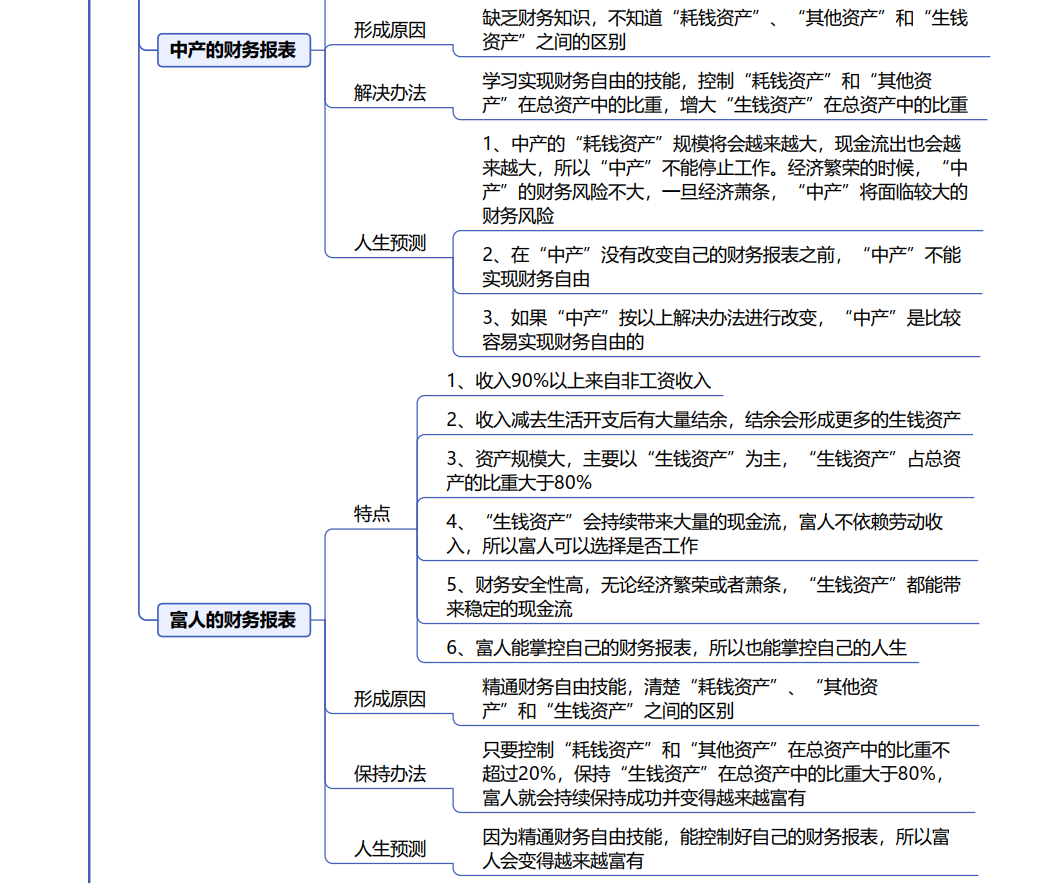 中产的财务报表
形成原因
缺乏财务知识，不知道“耗钱资产”、“其他资产”和“生钱
资产”之间的区别
解决办法
学习实现财务自由的技能，控制“耗钱资产”和“其他资
产”在总资产中的比重，增大“生钱资产”在总资产中的比重
人生预测
1、中产的“耗钱资产”规模将会越来越大，现金流出也会越
来越大，所以“中产”不能停止工作。经济繁荣的时候，“中
产”的财务风险不大，一旦经济萧条，“中产”将面临较大的
财务风险
2、在“中产”没有改变自己的财务报表之前，“中产”不能
实现财务自由
3、如果“中产”按以上解决办法进行改变，“中产”是比较
容易实现财务自由的
富人的财务报表
特点
1、收入90%以上来自非工资收入
2、收入减去生活开支后有大量结余，结余会形成更多的生钱资产
3、资产规模大，主要以“生钱资产”为主，“生钱资产”占总资
产的比重大于80%
4、“生钱资产”会持续带来大量的现金流，富人不依赖劳动收
入，所以富人可以选择是否工作
5、财务安全性高，无论经济繁荣或者萧条，“生钱资产”都能带
来稳定的现金流
6、富人能掌控自己的财务报表，所以也能掌控自己的人生
形成原因
精通财务自由技能，清楚“耗钱资产”、“其他资
产”和“生钱资产”之间的区别
保持办法
只要控制“耗钱资产”和“其他资产”在总资产中的比重不
超过20%，保持“生钱资产”在总资产中的比重大于80%，
富人就会持续保持成功并变得越来越富有
人生预测
因为精通财务自由技能，能控制好自己的财务报表，所以富
人会变得越来越富有